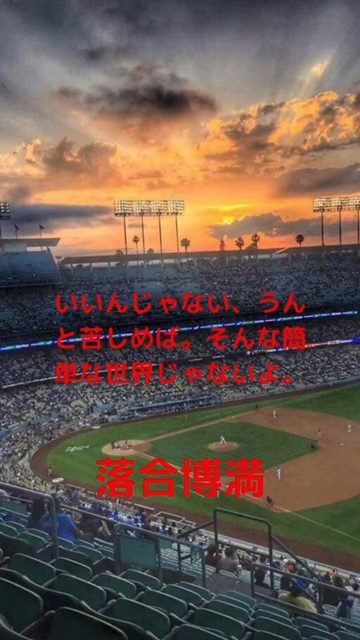 いいんじゃない、うん
と苦しめば。そんな簡
単な世界じゃないよ。
落合博満